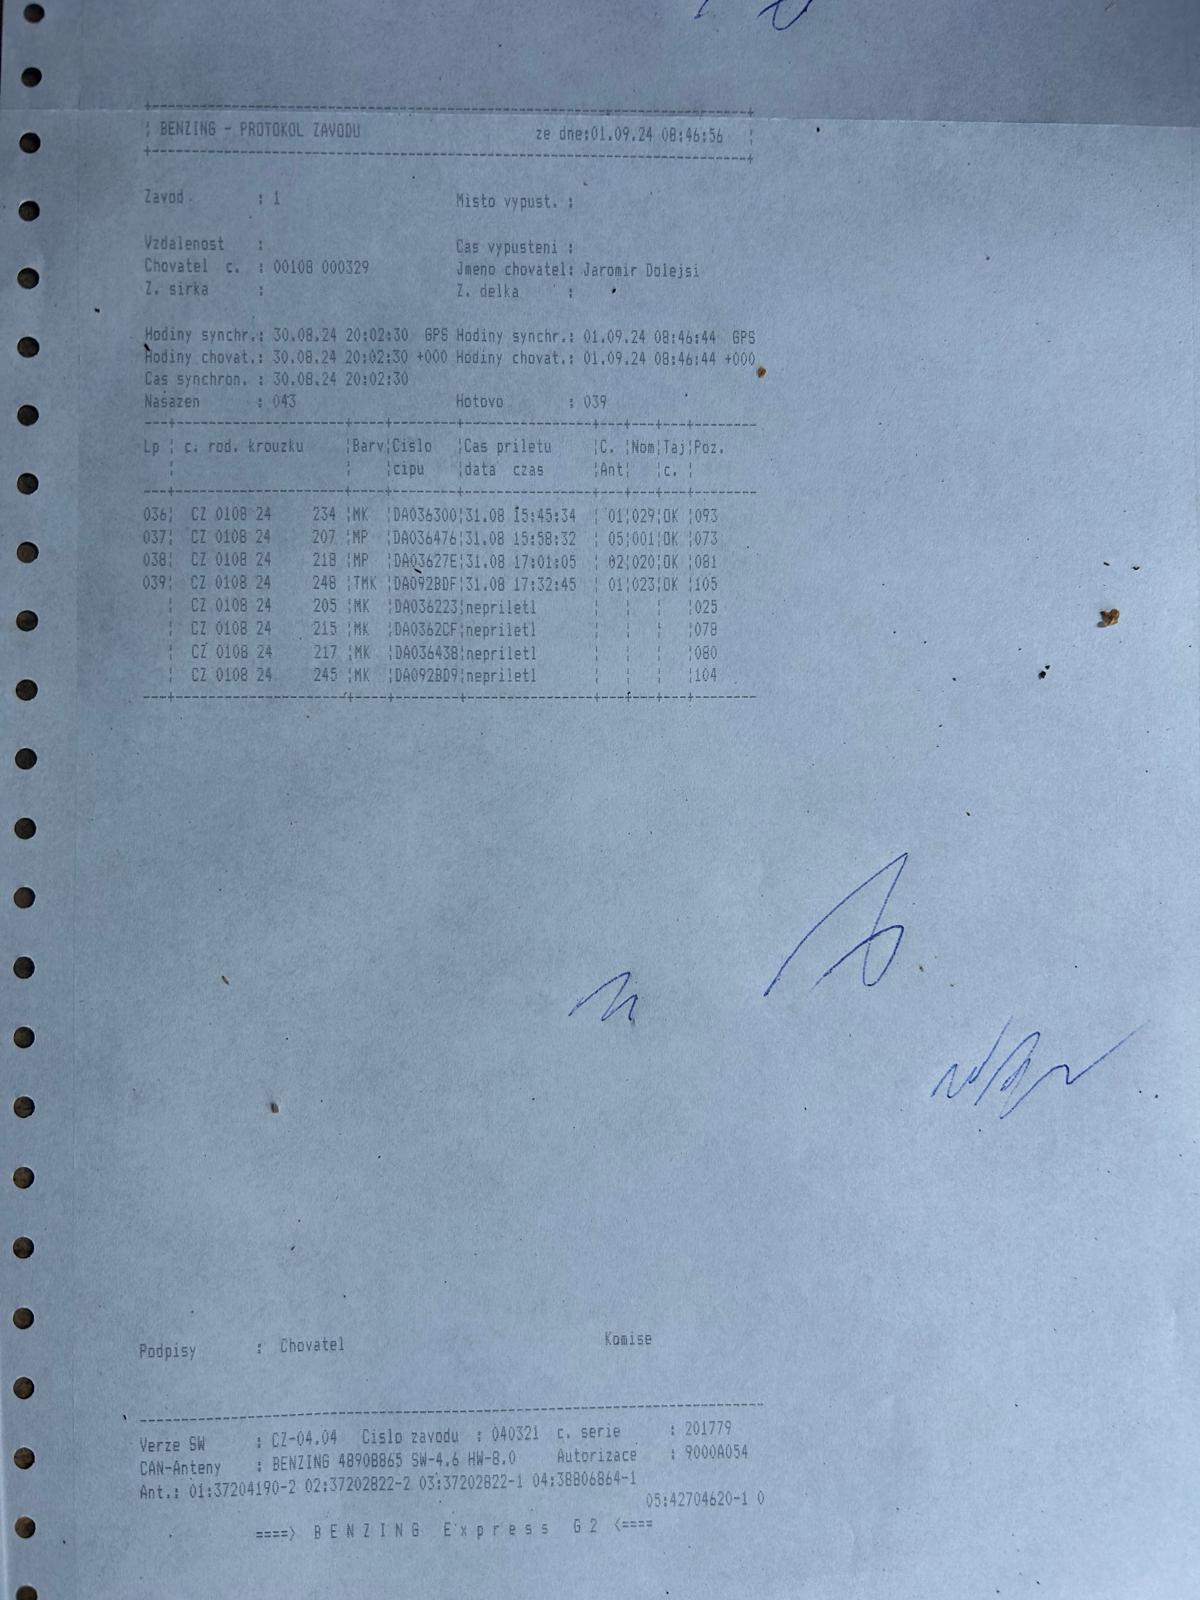 BENZING - PROTOKOL ZAVODU ze dne:01.09.24 08:46:56
Zavod : 1 Misto vypust. :
Vzdalenost : Cas vypusteni :
Chovatel c. : 00108 000329 Jmeno chovatel: Jaromir Dolejsi
Z. sirka : Z. delka :
Hodiny synchr.: 30.08.24 20:02:30 GPS Hodiny synchr.: 01.09.24 08:46:44 GPS
Hodiny chovat.: 30.08.24 20:02:30 +000 Hodiny chovat.: 01.09.24 08:46:44 +000
Cas synchron. : 30.08.24 20:02:30
Nasazen : 043 Hotovo : 039
Lp ¦ c. rod. krouzku ¦Barv¦Cislo ¦Cas priletu ¦C. ¦Nom¦Taj¦Poz.
¦ ¦ ¦cipu ¦data czas ¦Ant¦ ¦c. ¦
036¦ CZ 0108 24 234 ¦MK ¦DA036300¦31.08 15:45:34 ¦ 01¦029¦OK ¦093
037¦ CZ 0108 24 207 ¦MP ¦DA036476¦31.08 15:58:32 ¦ 05¦001¦OK ¦073
038¦ CZ 0108 24 218 ¦MP ¦DA03627E¦31.08 17:01:05 ¦ 02¦020¦OK ¦081
039¦ CZ 0108 24 248 ¦TMK ¦DA092BDF¦31.08 17:32:45 ¦ 01¦023¦OK ¦105
¦ CZ 0108 24 205 ¦MK ¦DA036223¦nepriletl ¦ ¦ ¦ ¦025
¦ CZ 0108 24 215 ¦MK ¦DA0362CF¦nepriletl ¦ ¦ ¦ ¦078
¦ CZ 0108 24 217 ¦MK ¦DA036438¦nepriletl ¦ ¦ ¦ ¦080
¦ CZ 0108 24 245 ¦MK ¦DA092BD9¦nepriletl ¦ ¦ ¦ ¦104
Podpisy : Chovatel Komise
Verze SW : CZ-04.04 Cislo zavodu : 040321 c. serie : 201779
CAN-Anteny : BENZING 48908865 SW-4.6 HW-8.0 Autorizace : 9000A054
Ant.: 01:37204190-2 02:37202822-2 03:37202822-1 04:38806864-1
05:42704620-1 0
====> B E N Z I N G E x p r e s s G 2 <====